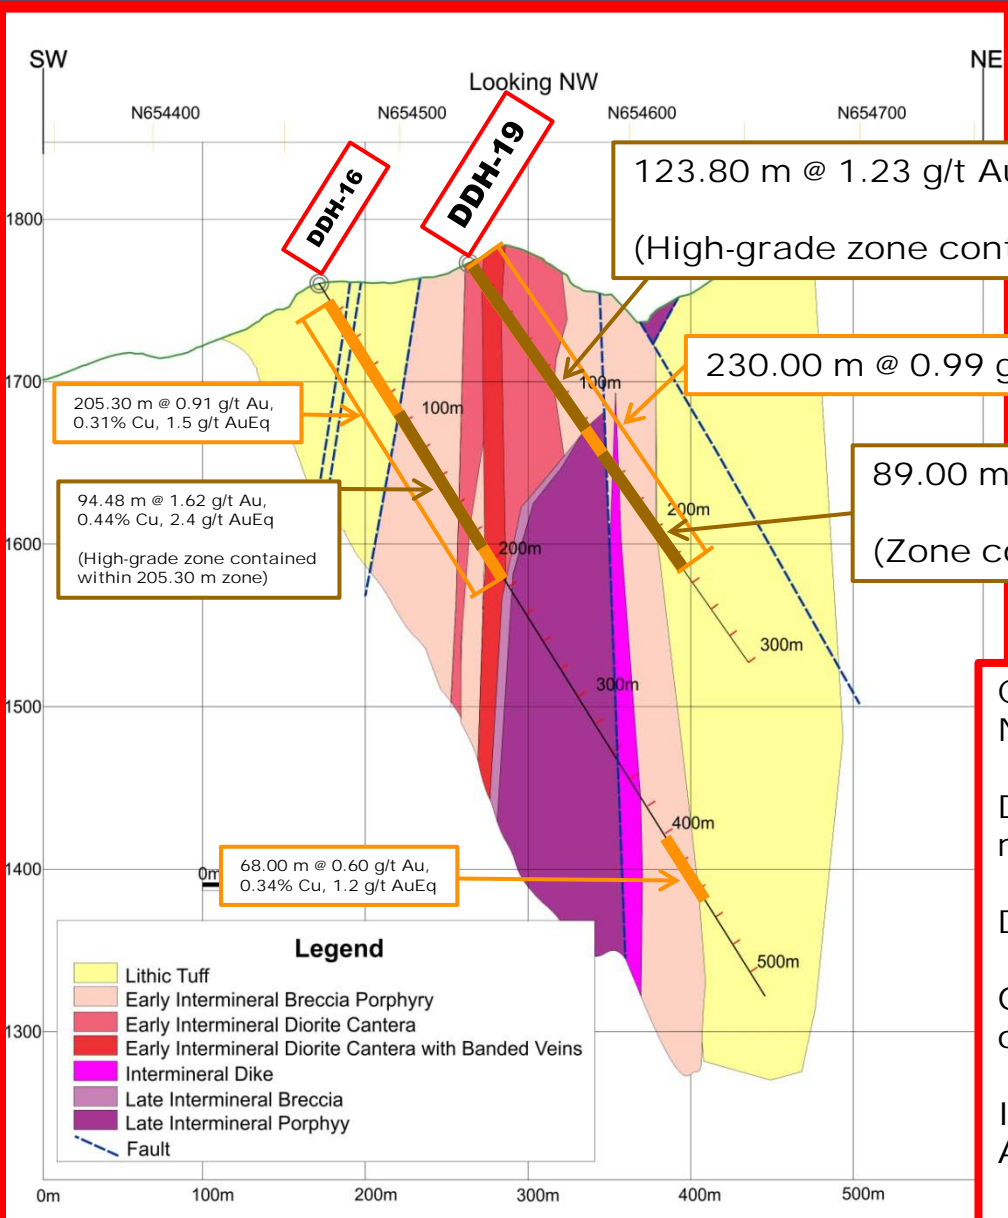 SW
NE
Looking NW
N654400
N654500
N654600
N654700
DDH-16
DDH-19
123.80 m @ 1.23 g/t Au
(High-grade zone cont
230.00 m @ 0.99 g
89.00 m
(Zone co
205.30 m @ 0.91 g/t Au,
0.31% Cu, 1.5 g/t AuEq
94.48 m @ 1.62 g/t Au,
0.44% Cu, 2.4 g/t AuEq
(High-grade zone contained
within 205.30 m zone)
68.00 m @ 0.60 g/t Au,
0.34% Cu, 1.2 g/t AuEq
1800
1700
1600
1500
1400
1300
100m
200m
300m
400m
500m
100m
200m
300m
0m
Legend
Lithic Tuff
Early Intermineral Breccia Porphyry
Early Intermineral Diorite Cantera
Early Intermineral Diorite Cantera with Banded Veins
Intermineral Dike
Late Intermineral Breccia
Late Intermineral Porphyy
Fault
0m
100m
200m
300m
400m
500m